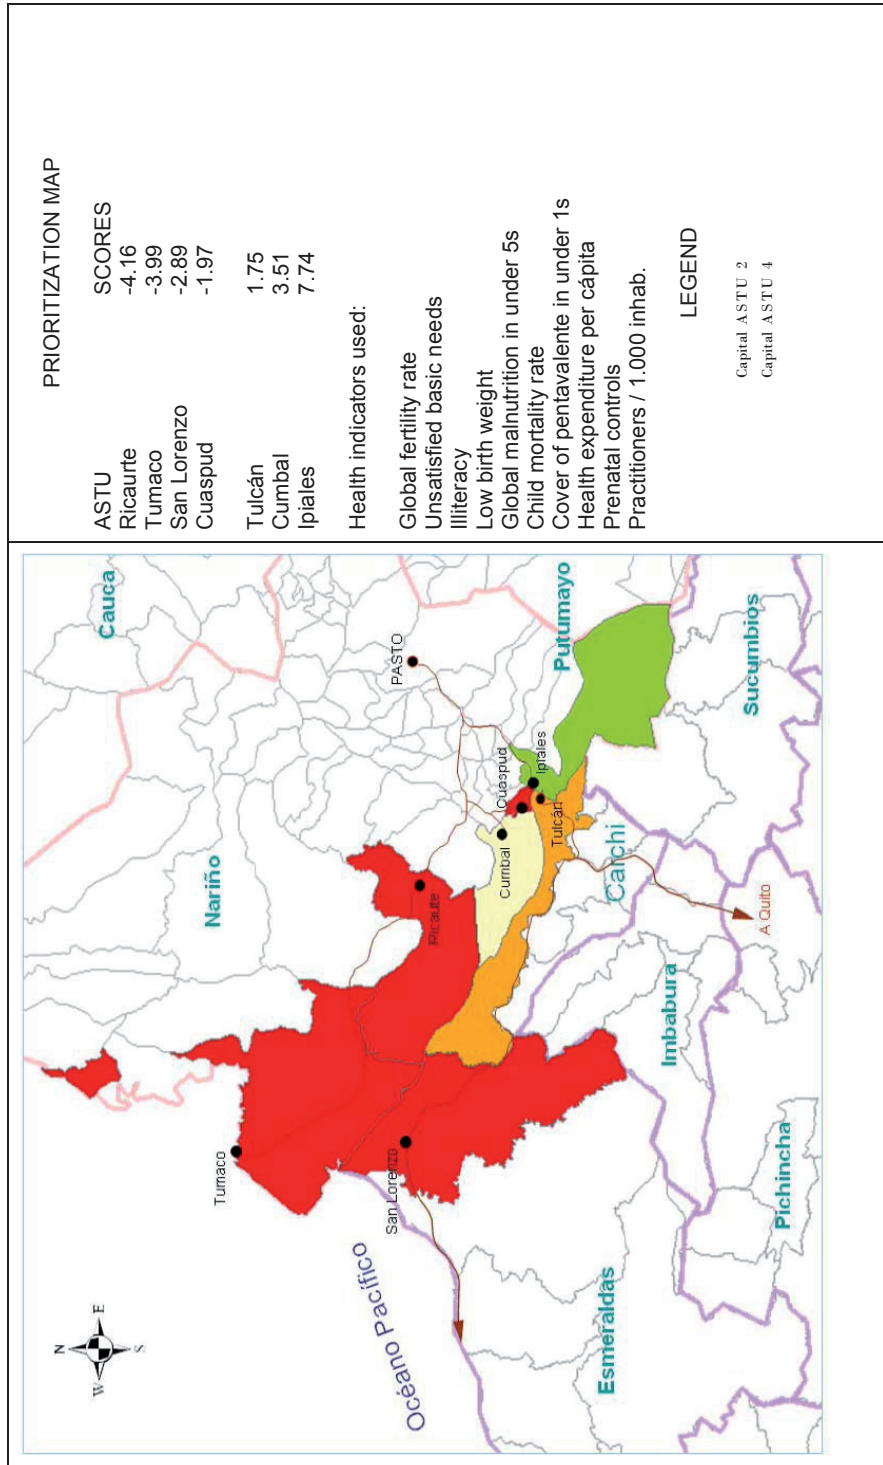 PRIORITIZATION MAP
ASTU SCORES
Ricaurte -4.16
Tumaco -3.99
San Lorenzo -2.89
Cuaspud -1.97
Tulcán 1.75
Cumbal 3.51
Ipiales 7.74
Health indicators used:
Global fertility rate
Unsatisfied basic needs
Illiteracy
Low birth weight
Global malnutrition in under 5s
Child mortality rate
Cover of pentavalente in under 1s
Health expenditure per cápita
Prenatal controls
Practitioners / 1.000 inhab.
LEGEND
Capital ASTU 2
Capital ASTU 4
N
W E
S
Océano Pacífico
Tumaco
San Lorenzo
Nariño
Cauca
PASTO
Ricaurte
Cumbal
Cuaspud
Ipiales
Tulcán
Carchi
Putumayo
Sucumbios
A Quito
Imbabura
Pichincha
Esmeraldas